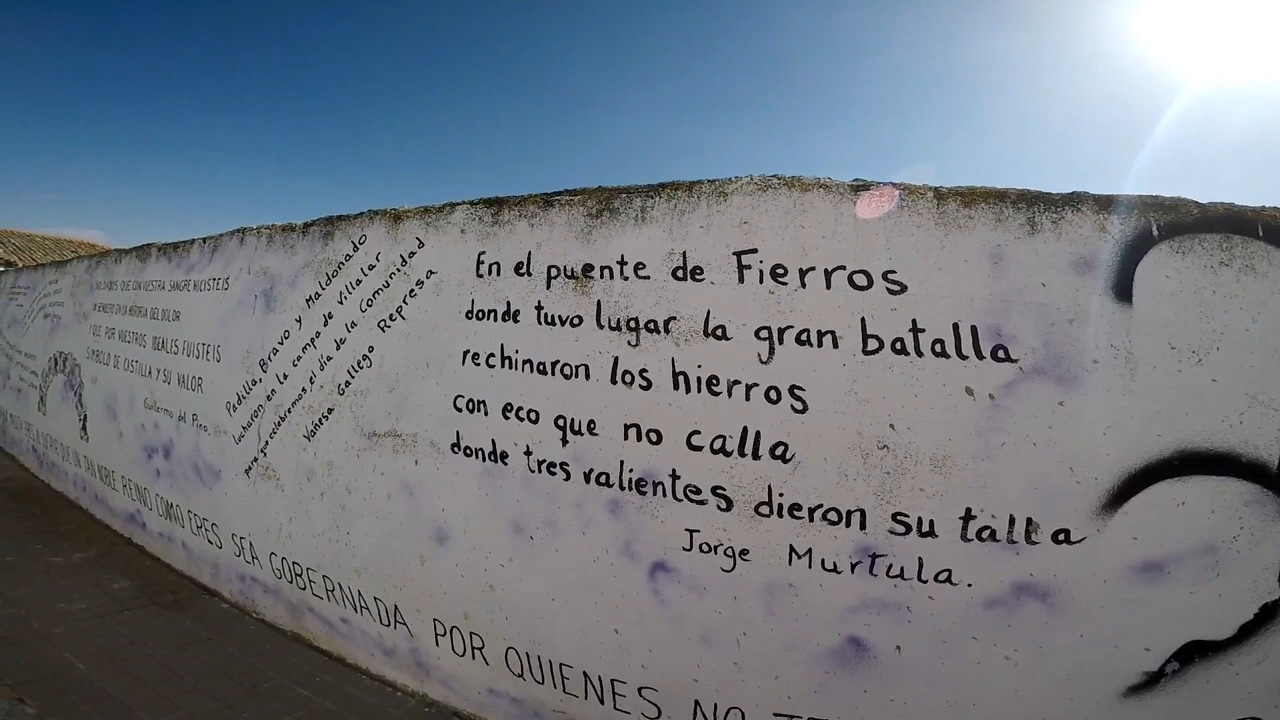 SOLDADOS QUE CON VUESTRA SANGRE HICISTEIS
UN SENDERO EN LA HISTORIA DEL DOLOR
Y QUE POR VUESTROS IDEALES FUISTEIS
SIMBOLO DE CASTILLA Y SU VALOR
Guillermo del Pino.
Padilla, Bravo y Maldonado
lucharon en la campa de Villalar
para que celebremos el día de la Comunidad
Vanesa Gallego Represa
En el puente de Fierros
donde tuvo lugar la gran batalla
rechinaron los hierros
con eco que no calla
donde tres valientes dieron su talla
Jorge Murtula.
QUE UN TAN NOBLE REINO COMO ERES SEA GOBERNADA POR QUIENES NO